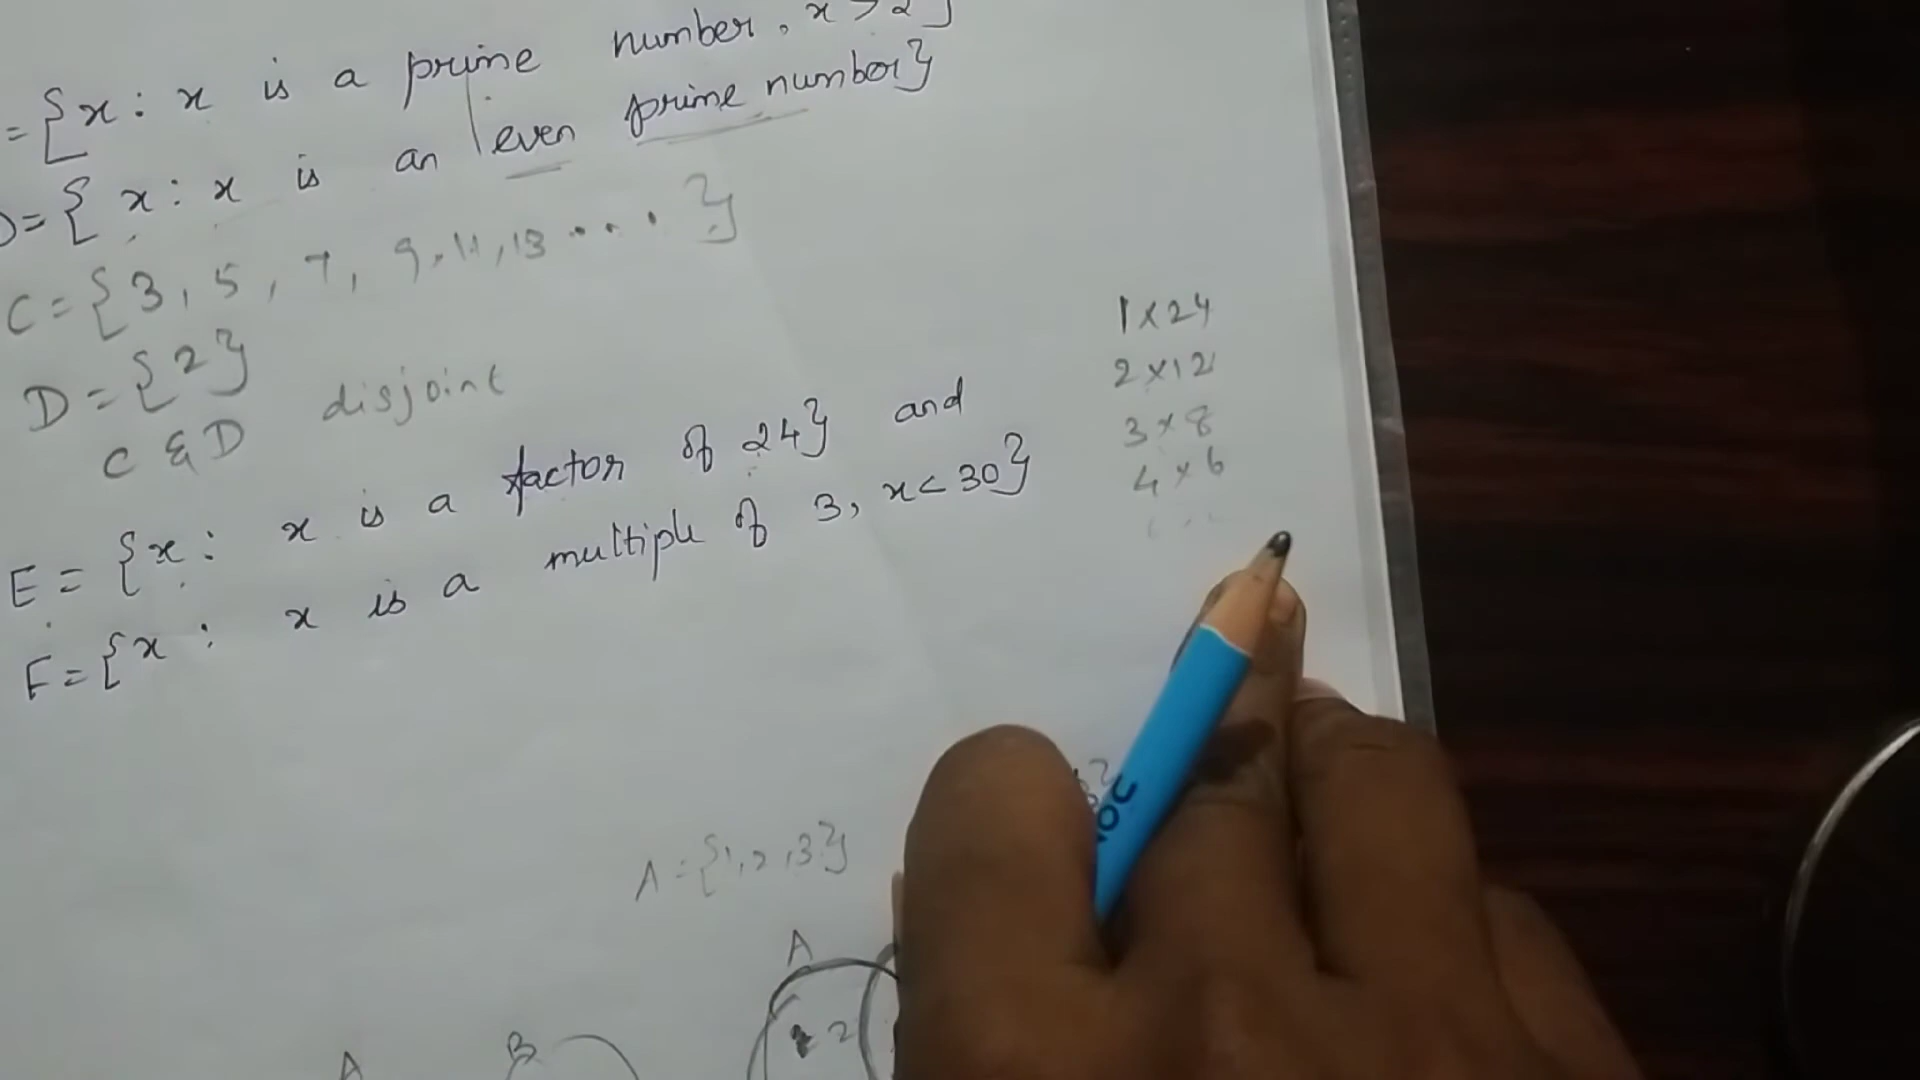 = {x : x is a prime number, x > 2}
D = { x : x is an even prime number}
C = {3, 5, 7, 9, 11, 13 .... }
D = {2}
C & D disjoint
E = {x : x is a factor of 24} and
F = {x : x is a multiple of 3, x < 30}
1 x 24
2 x 12
3 x 8
4 x 6
A = {1, 2, 3}
A
2
A
B